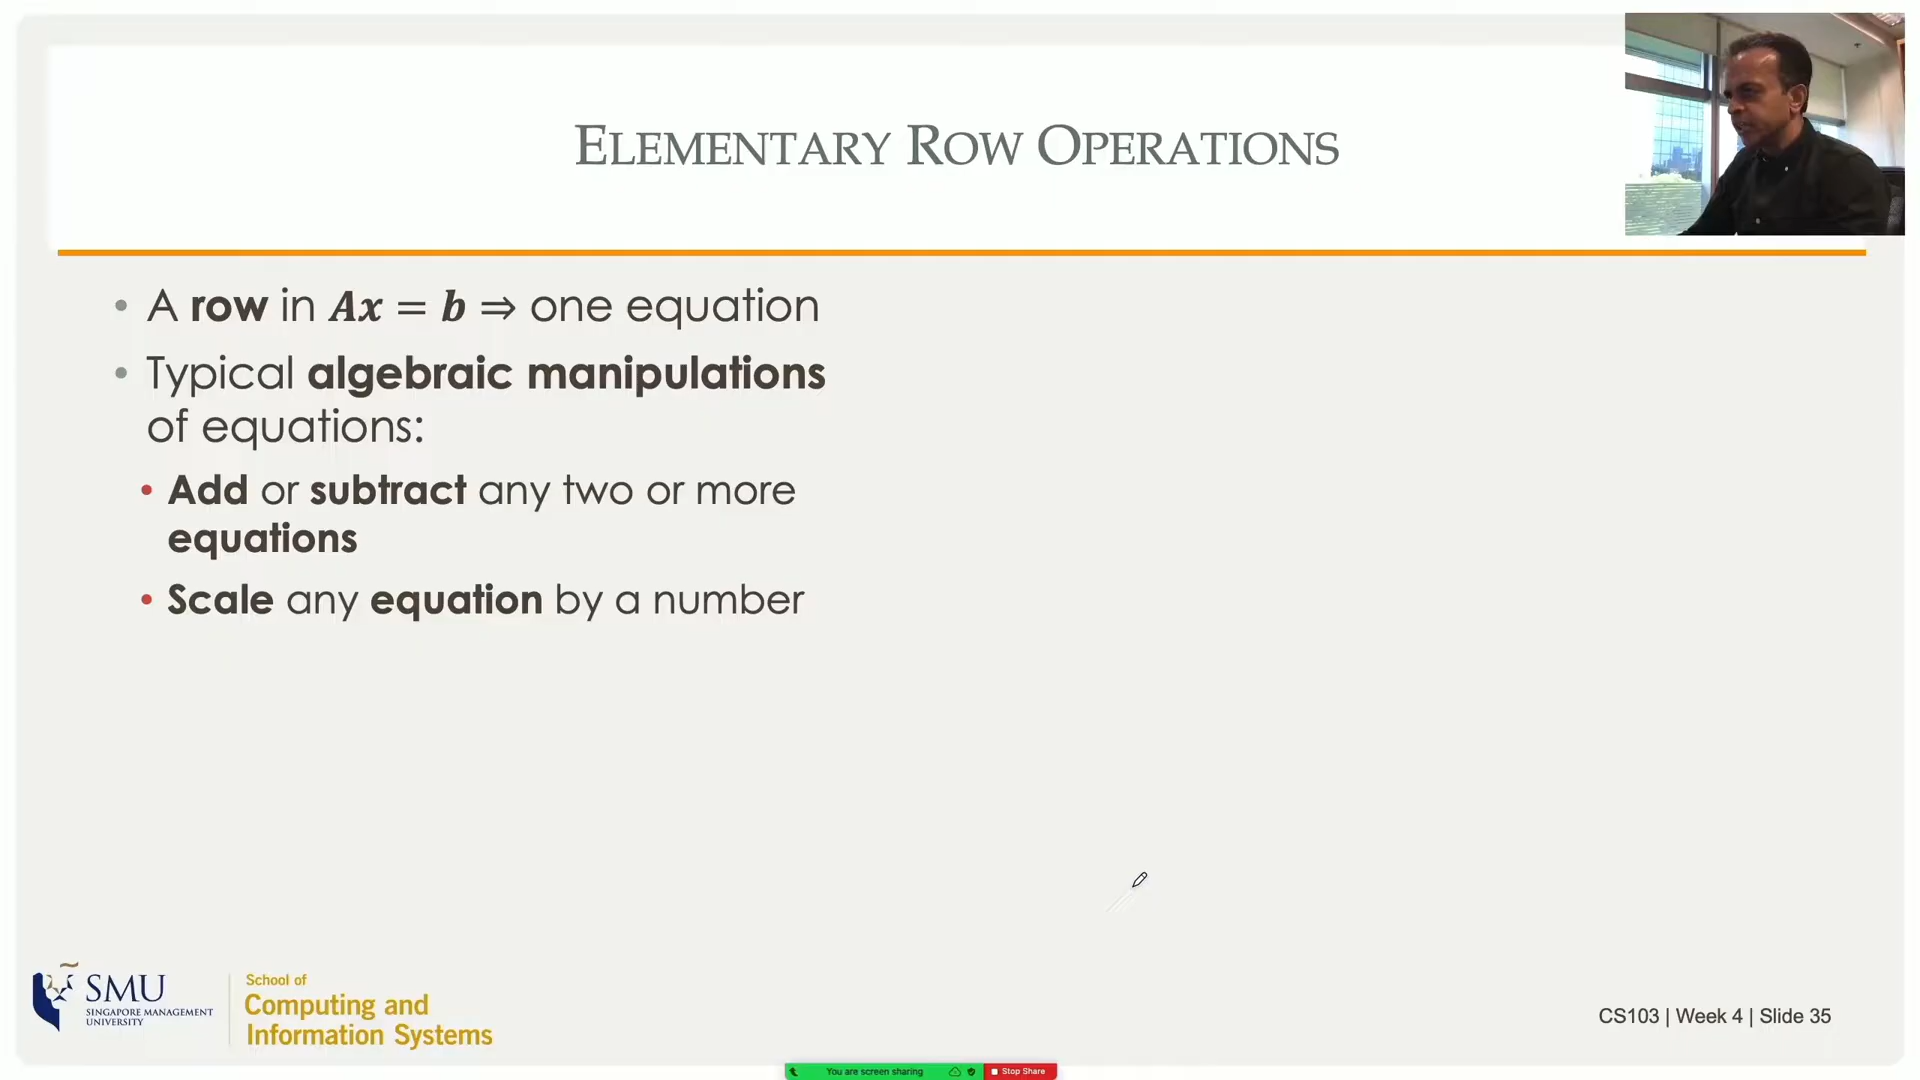 ELEMENTARY ROW OPERATIONS
• A row in Ax = b ⇒ one equation
• Typical algebraic manipulations
of equations:
• Add or subtract any two or more
equations
• Scale any equation by a number
SMU
SINGAPORE MANAGEMENT
UNIVERSITY
School of
Computing and
Information Systems
CS103 | Week 4 | Slide 35
You are screen sharing
Stop Share